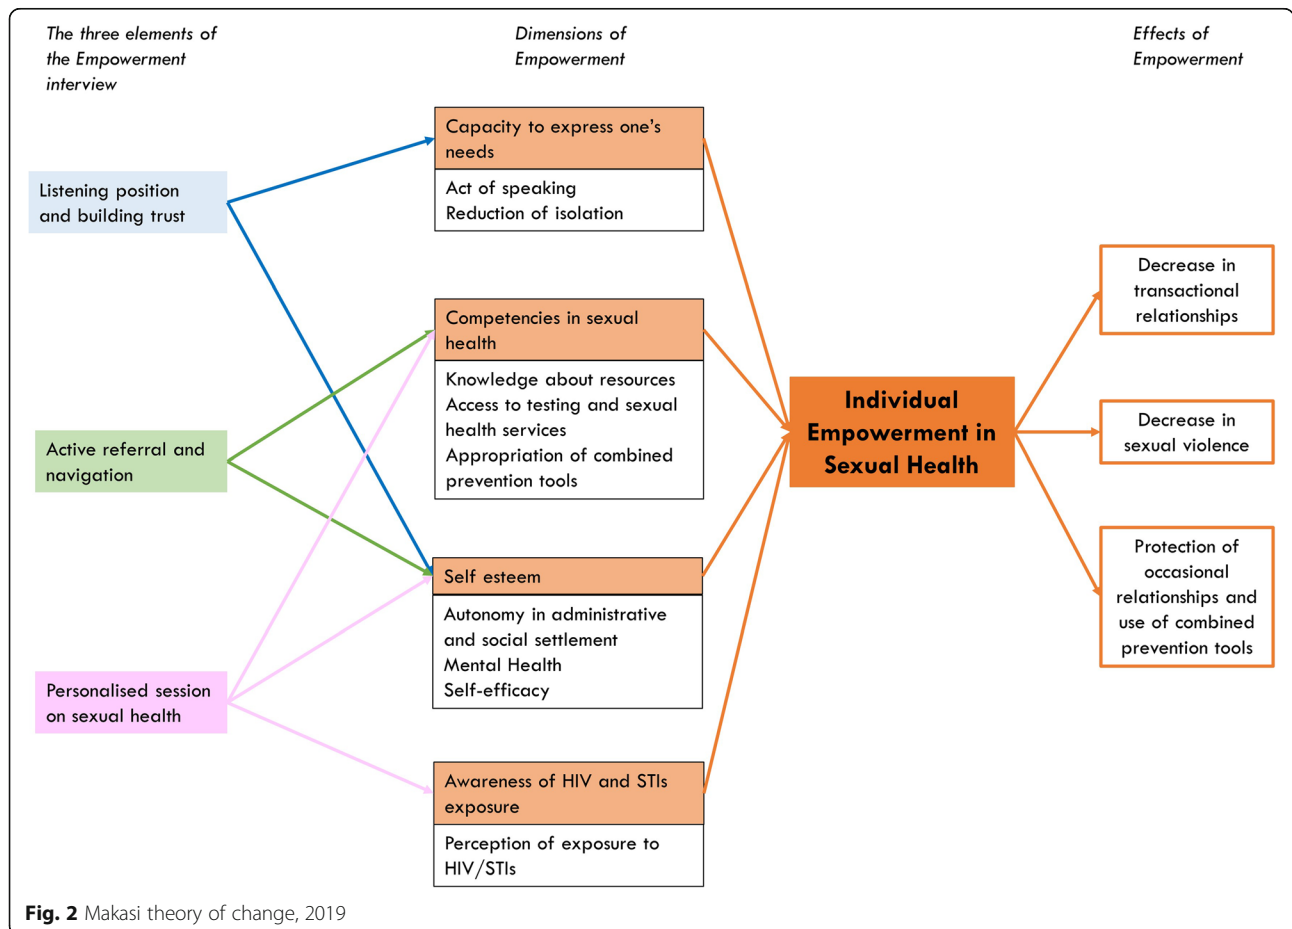 The three elements of
the Empowerment
interview
Dimensions of
Empowerment
Effects of
Empowerment
Listening position
and building trust
Active referral and
navigation
Personalised session
on sexual health
Capacity to express one's
needs
Act of speaking
Reduction of isolation
Competencies in sexual
health
Knowledge about resources
Access to testing and sexual
health services
Appropriation of combined
prevention tools
Self esteem
Autonomy in administrative
and social settlement
Mental Health
Self-efficacy
Awareness of HIV and STIs
exposure
Perception of exposure to
HIV/STIs
Individual
Empowerment in
Sexual Health
Decrease in
transactional
relationships
Decrease in
sexual violence
Protection of
occasional
relationships and
use of combined
prevention tools
Fig. 2 Makasi theory of change, 2019